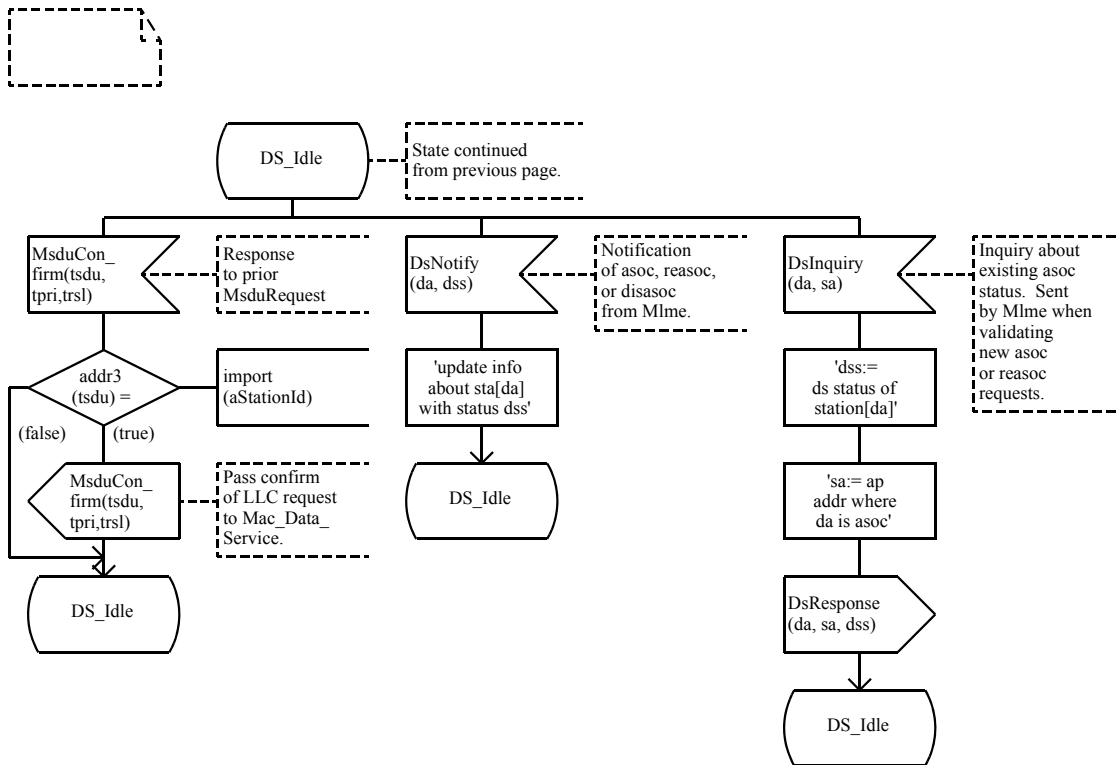 DS_Idle
State continued
from previous page.
MsduCon_
firm(tsdu,
tpri,trsl)
Response
to prior
MsduRequest
DsNotify
(da, dss)
Notification
of asoc, reasoc,
or disasoc
from Mlme.
DsInquiry
(da, sa)
Inquiry about
existing asoc
status. Sent
by Mlme when
validating
new asoc
or reasoc
requests.
addr3
(tsdu) =
import
(aStationId)
(false)
(true)
'update info
about sta[da]
with status dss'
'dss:=
ds status of
station[da]'
MsduCon_
firm(tsdu,
tpri,trsl)
Pass confirm
of LLC request
to Mac_Data_
Service.
DS_Idle
'sa:= ap
addr where
da is asoc'
DS_Idle
DsResponse
(da, sa, dss)
DS_Idle